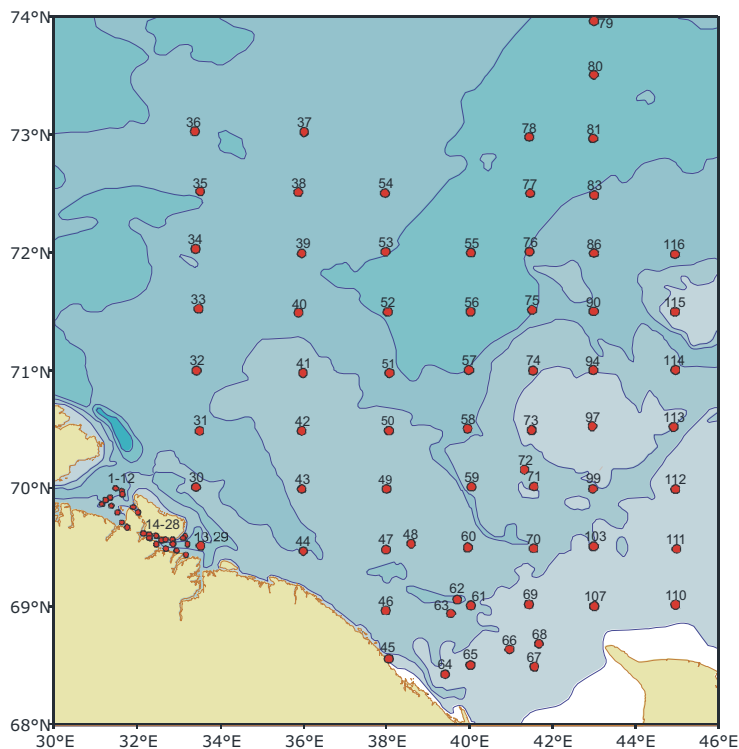 74°N
79
80
73°N
36 37 78 81
35 38 54 77 83
72°N
34 39 53 55 76 86 116
33 40 52 56 75 90 115
71°N
32 41 51 57 74 94 114
31 42 50 58 73 97 113
72
70°N
1-12 30 43 49 59 71 99 112
14-28 13,29 44 47 48 60 70 103 111
69°N
46 63 62 61 69 107 110
45 64 65 66 68 67
68°N
30°E 32°E 34°E 36°E 38°E 40°E 42°E 44°E 46°E